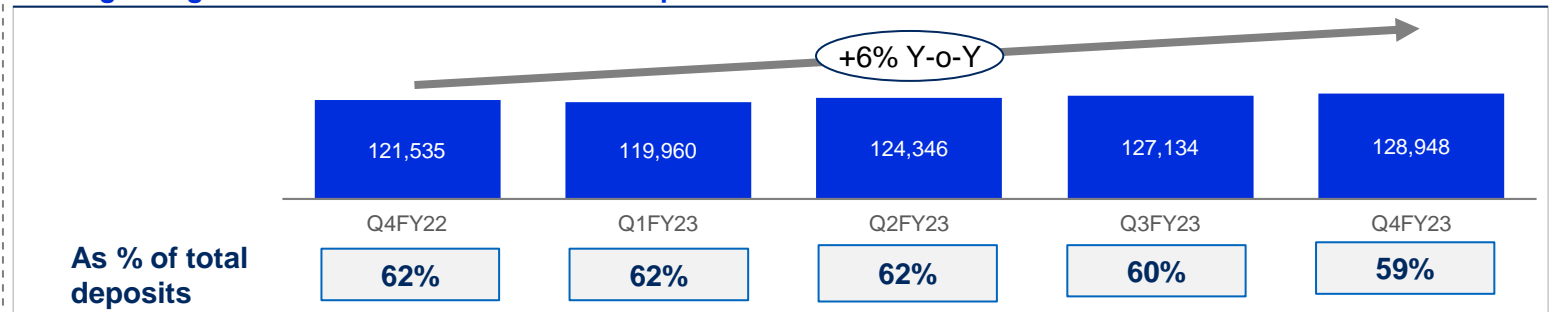 +6% Y-o-Y
121,535 119,960 124,346 127,134 128,948
Q4FY22 Q1FY23 Q2FY23 Q3FY23 Q4FY23
As % of total
deposits
62% 62% 62% 60% 59%